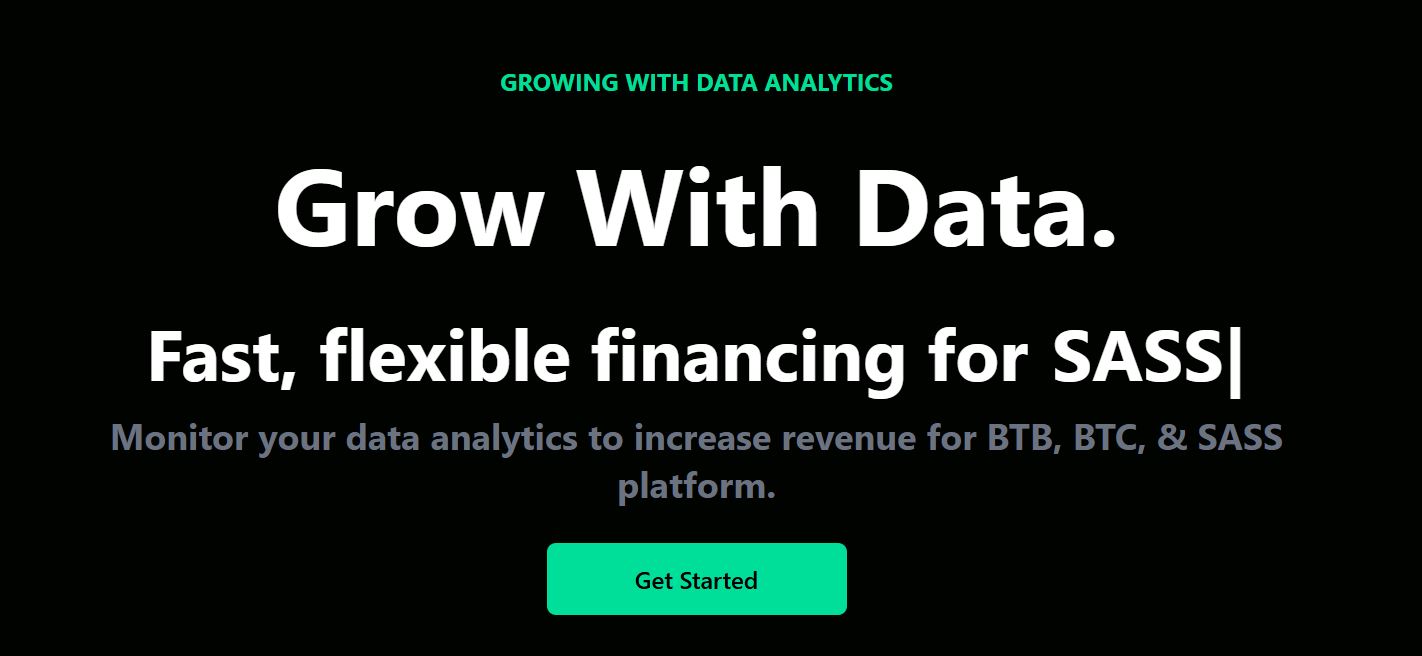 GROWING WITH DATA ANALYTICS
Grow With Data.
Fast, flexible financing for SASS|
Monitor your data analytics to increase revenue for BTB, BTC, & SASS
platform.
Get Started